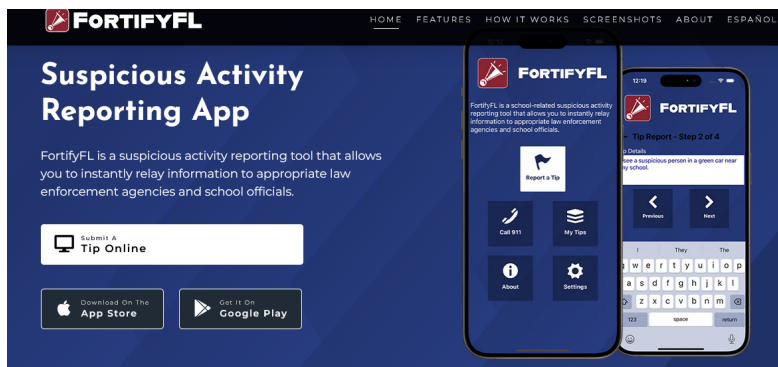 FORTIFYFL
HOME FEATURES HOW IT WORKS SCREENSHOTS ABOUT ESPAÑOL
Suspicious Activity
Reporting App
FortifyFL is a suspicious activity reporting tool that allows
you to instantly relay information to appropriate law
enforcement agencies and school officials.
Submit A
Tip Online
Download On The
App Store
Get It On
Google Play
FORTIFYFL
FortifyFL is a school-related suspicious activity
reporting tool that allows you to instantly relay
information to appropriate law enforcement
agencies and school officials.
Report a Tip
Call 911
My Tips
About
Settings
12:19
FORTIFYFL
Tip Report - Step 2 of 4
Details
see a suspicious person in a green car near
my school.
Previous
Next
I They The
w e r t y u i o p
a s d f g h j k l
z x c v b n m
123 space return